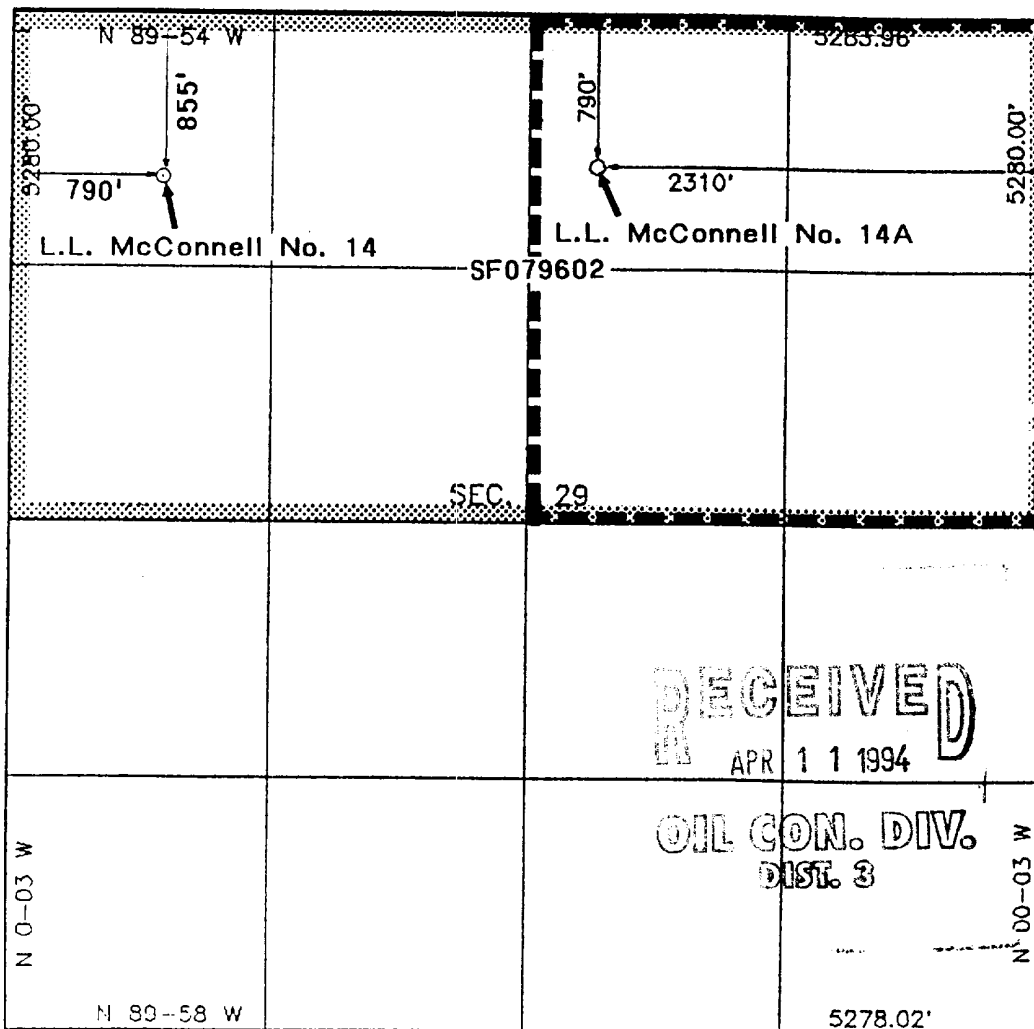 N 89-54 W
5283.96'
5280.00'
855'
790'
790'
2310'
5280.00'
L.L. McConnell No. 14
L.L. McConnell No. 14A
SF079602
SEC. 29
RECEIVED
APR 1 1 1994
OIL CON. DIV.
DIST. 3
N 0-03 W
N 00-03 W
N 89-58 W
5278.02'